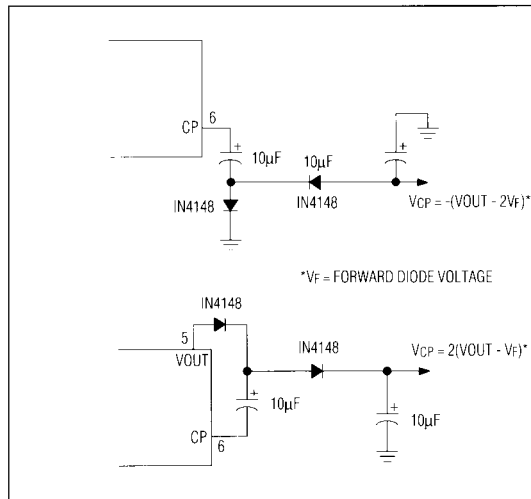 6
CP
+
+
10µF
10µF
IN4148
IN4148
VCP = -(VOUT - 2VF)*
*VF = FORWARD DIODE VOLTAGE
IN4148
5
IN4148
VOUT
VCP = 2(VOUT - VF)*
+
+
10µF
10µF
CP
6